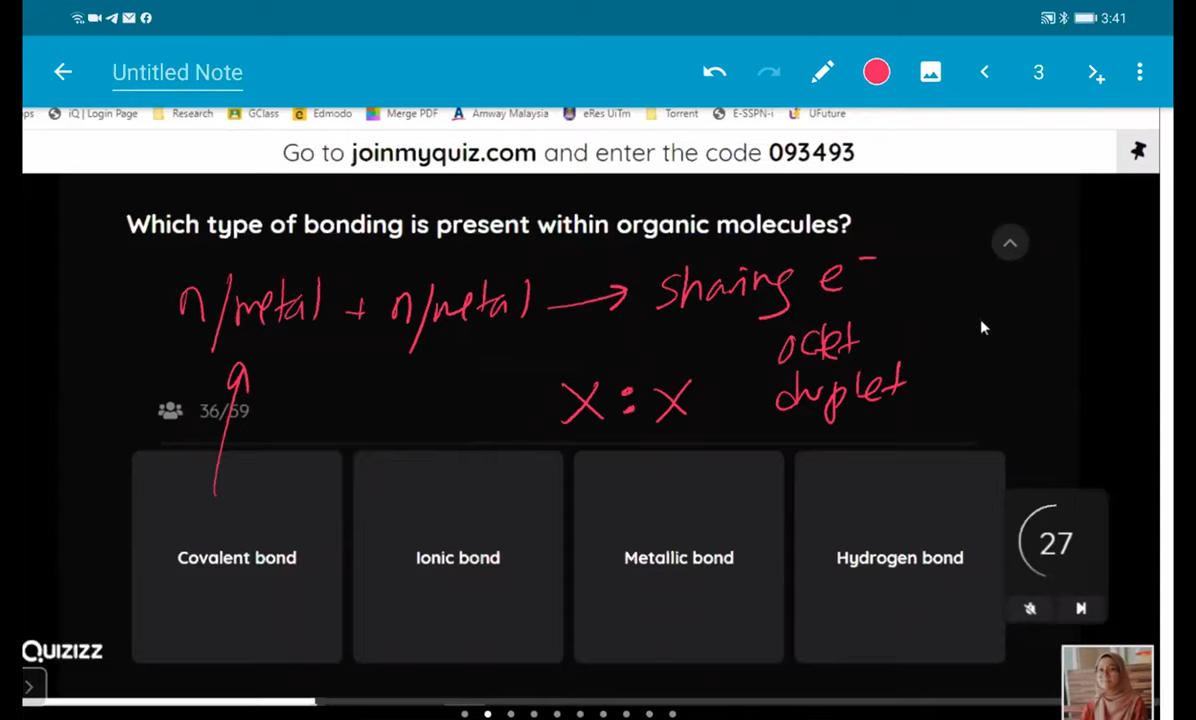 3:41
Untitled Note
3
ps iQ | Login Page Research GClass Edmodo Merge PDF Amway Malaysia eRes UiTm Torrent E-SSPN-i UFuture
Go to joinmyquiz.com and enter the code 093493
Which type of bonding is present within organic molecules?
n/metal + n/metal → sharing e⁻
octet
X : X duplet
36/59
Covalent bond Ionic bond Metallic bond Hydrogen bond
27
Quizizz